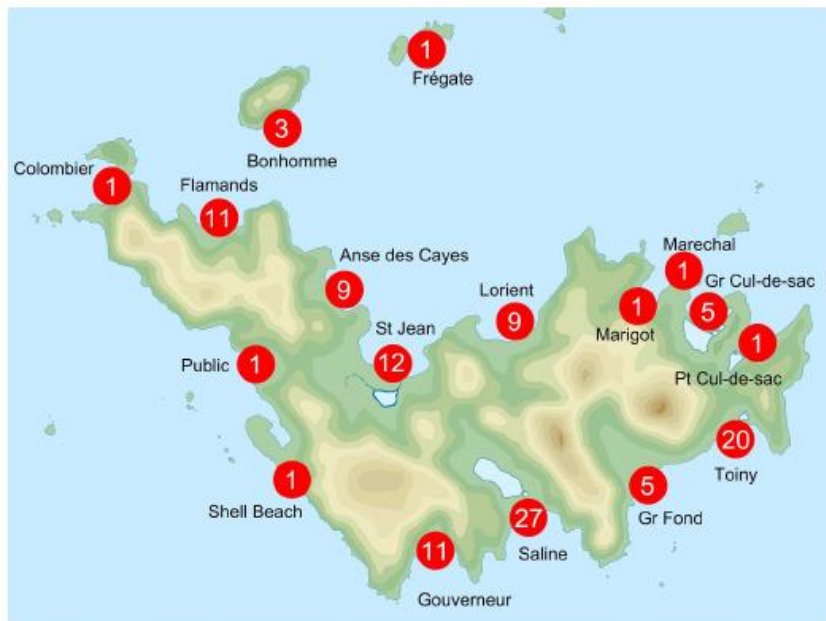 1
Frégate
3
Bonhomme
Colombier
1
Flamands
11
Anse des Cayes
9
Lorient
9
Marechal
1
Gr Cul-de-sac
5
Marigot
1
St Jean
12
Public
1
1
Pt Cul-de-sac
20
Toiny
Shell Beach
1
5
Gr Fond
27
Saline
11
Gouverneur